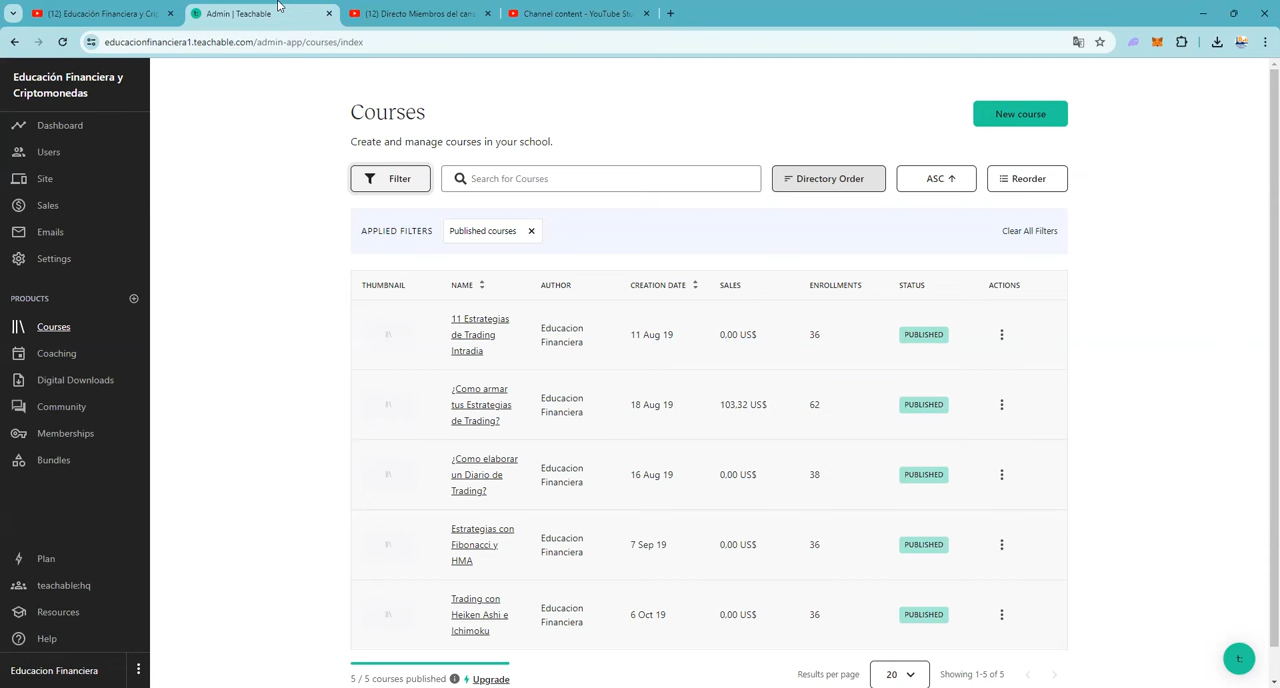 (12) Educación Financiera y Crip
Admin | Teachable
(12) Directo Miembros del cana
Channel content - YouTube Stu
educacionfinanciera1.teachable.com/admin-app/courses/index
Educación Financiera y
Criptomonedas
Dashboard
Users
Site
Sales
Emails
Settings
PRODUCTS
Courses
Coaching
Digital Downloads
Community
Memberships
Bundles
Plan
teachable:hq
Resources
Help
Educacion Financiera
Courses
New course
Create and manage courses in your school.
Filter
Search for Courses
Directory Order
ASC ↑
Reorder
APPLIED FILTERS
Published courses ×
Clear All Filters
THUMBNAIL NAME AUTHOR CREATION DATE SALES ENROLLMENTS STATUS ACTIONS
11 Estrategias
de Trading
Intradia
Educacion
Financiera
11 Aug 19
0,00 US$
36
PUBLISHED
¿Como armar
tus Estrategias
de Trading?
Educacion
Financiera
18 Aug 19
103,32 US$
62
PUBLISHED
¿Como elaborar
un Diario de
Trading?
Educacion
Financiera
16 Aug 19
0,00 US$
38
PUBLISHED
Estrategias con
Fibonacci y
HMA
Educacion
Financiera
7 Sep 19
0,00 US$
36
PUBLISHED
Trading con
Heiken Ashi e
Ichimoku
Educacion
Financiera
6 Oct 19
0,00 US$
36
PUBLISHED
5 / 5 courses published
Upgrade
Results per page
20
Showing 1-5 of 5
t: